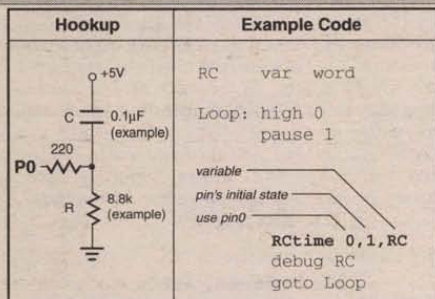 Hookup
Example Code
+5V
C
0.1µF
(example)
220
P0
R
8.8k
(example)
RC var word
Loop: high 0
pause 1
variable
pin's initial state
use pin0
RCtime 0,1,RC
debug RC
goto Loop